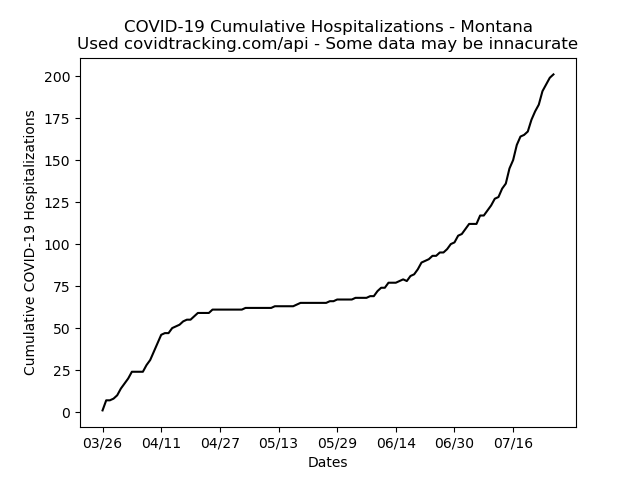 COVID-19 Cumulative Hospitalizations - Montana
Used covidtracking.com/api - Some data may be innacurate
Cumulative COVID-19 Hospitalizations
200
175
150
125
100
75
50
25
0
03/26 04/11 04/27 05/13 05/29 06/14 06/30 07/16
Dates